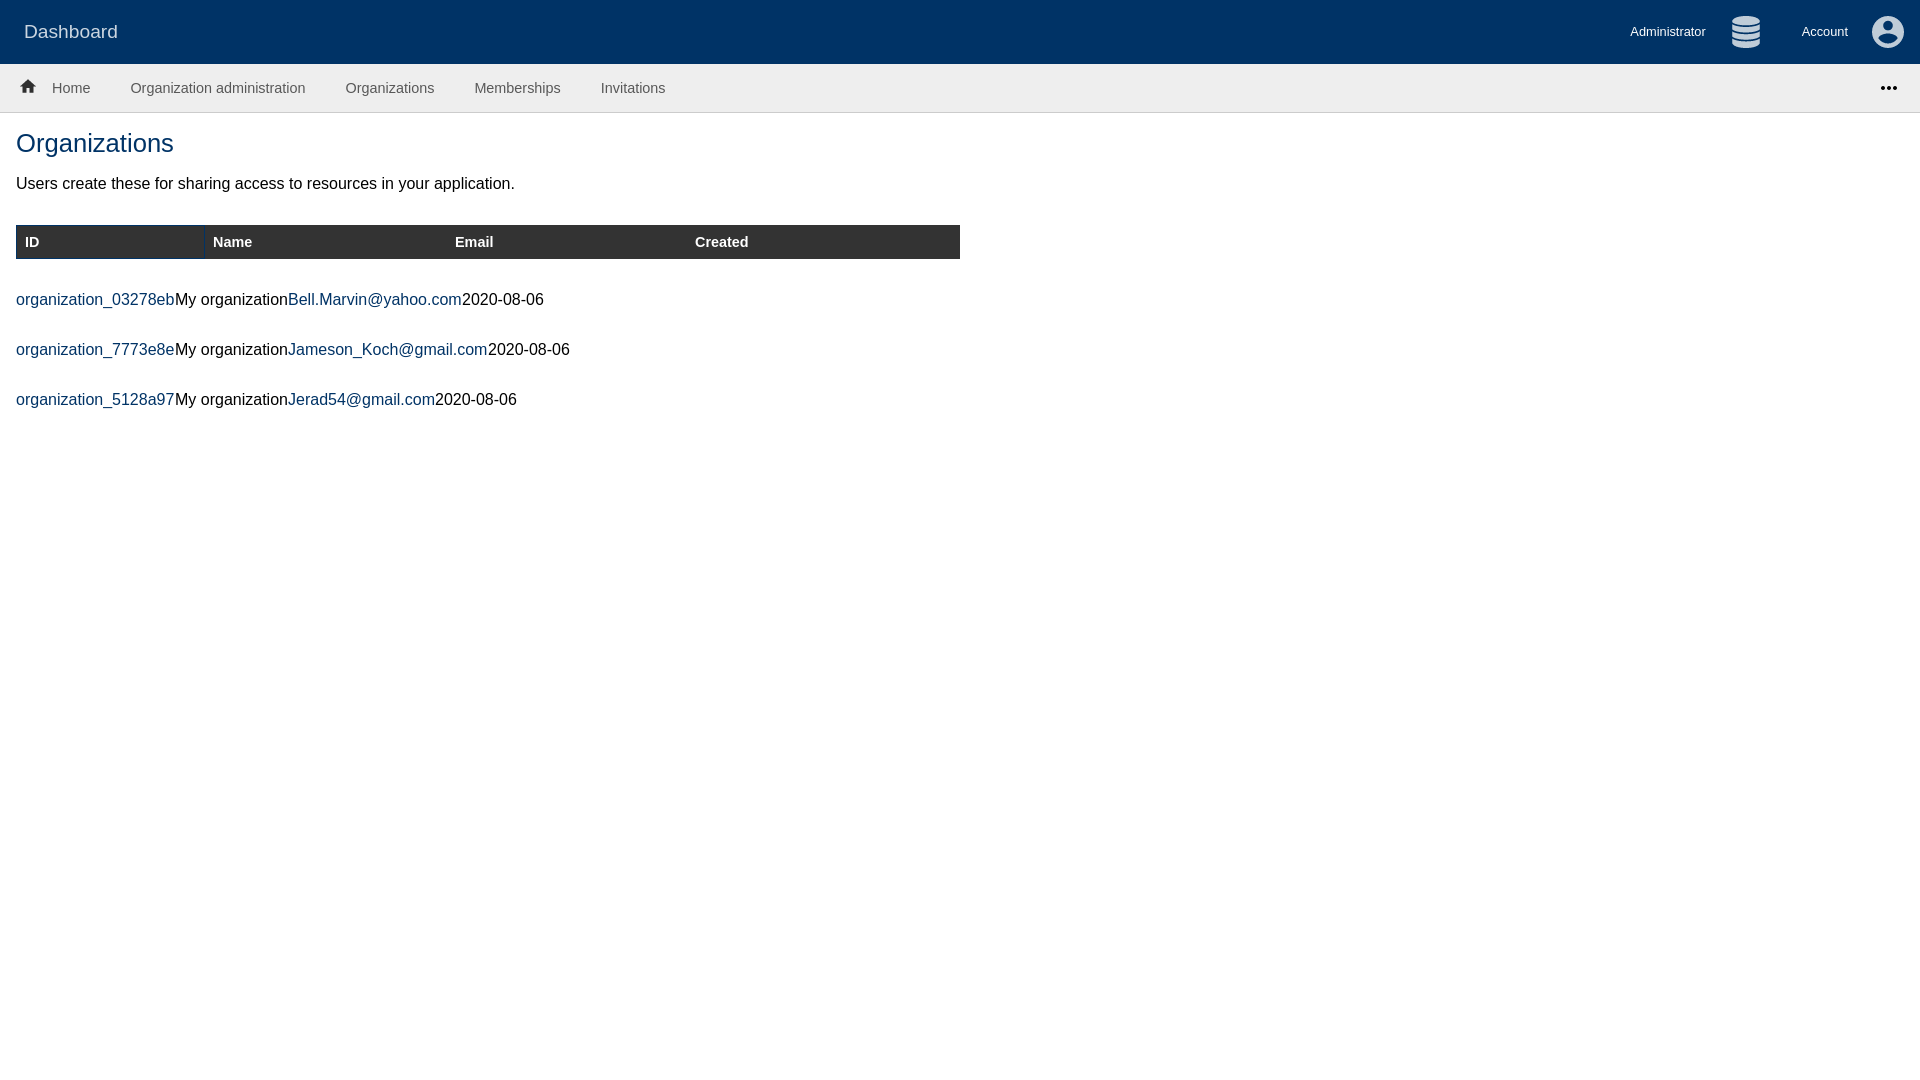 Dashboard
Administrator
Account
Home
Organization administration
Organizations
Memberships
Invitations
Organizations
Users create these for sharing access to resources in your application.
ID Name Email Created
organization_03278ebMy organizationBell.Marvin@yahoo.com2020-08-06
organization_7773e8eMy organizationJameson_Koch@gmail.com2020-08-06
organization_5128a97My organizationJerad54@gmail.com2020-08-06